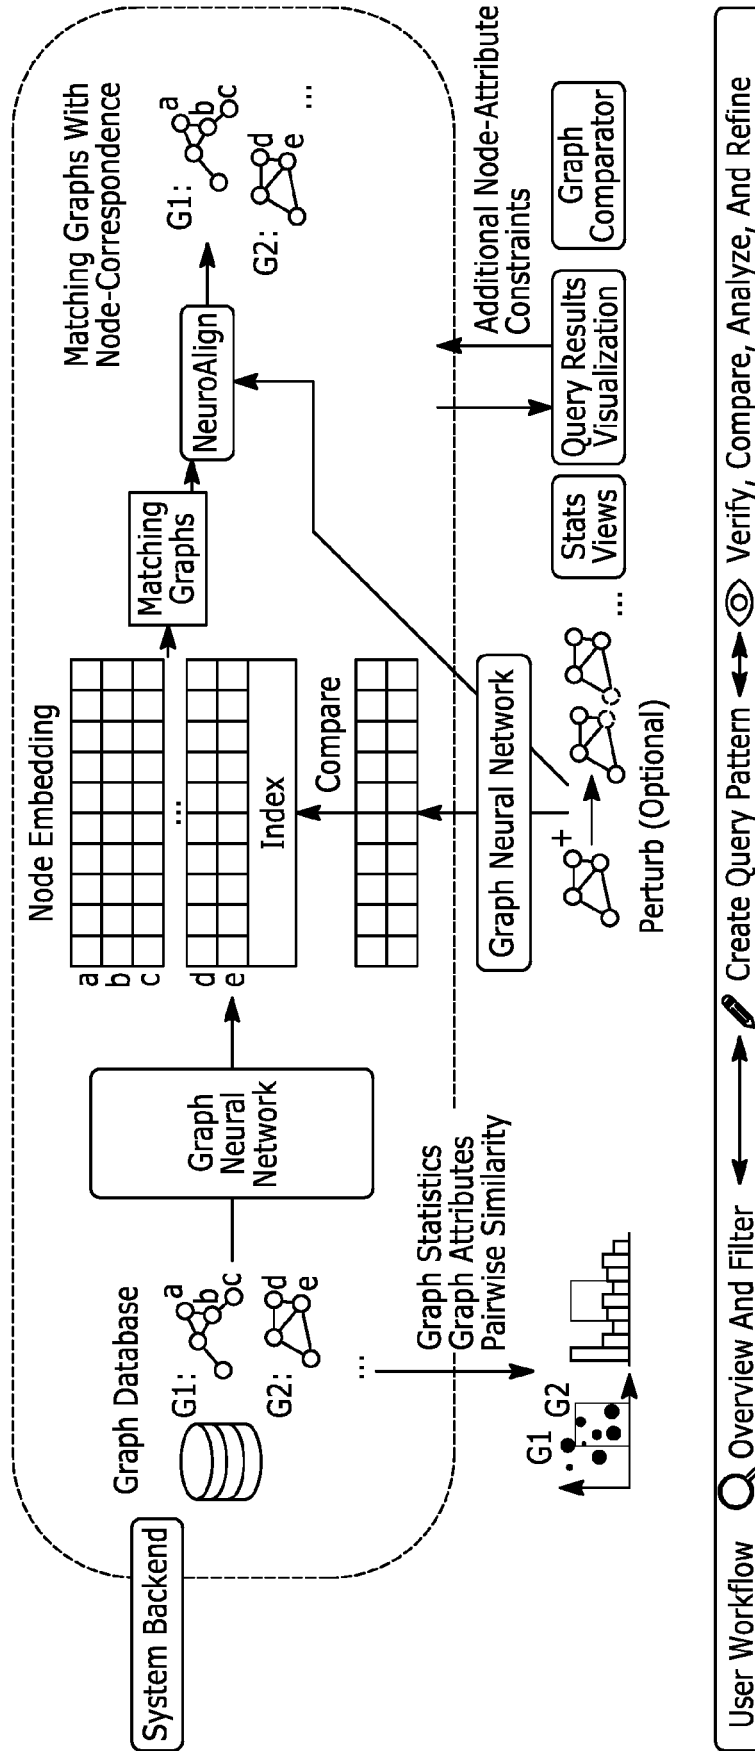 System Backend
Graph Database
G1:
a
b
c
G2:
d
e
...
Graph
Neural
Network
Node Embedding
a
b
c
...
d
e
Index
Compare
Matching
Graphs
NeuroAlign
Matching Graphs With
Node-Correspondence
G1:
a
b
c
G2:
d
e
...
Graph Statistics
Graph Attributes
Pairwise Similarity
G1
G2
Graph Neural Network
+
...
Perturb (Optional)
Stats
Views
Query Results
Visualization
Graph
Comparator
Additional Node-Attribute
Constraints
User Workflow
Overview And Filter
Create Query Pattern
Verify, Compare, Analyze, And Refine